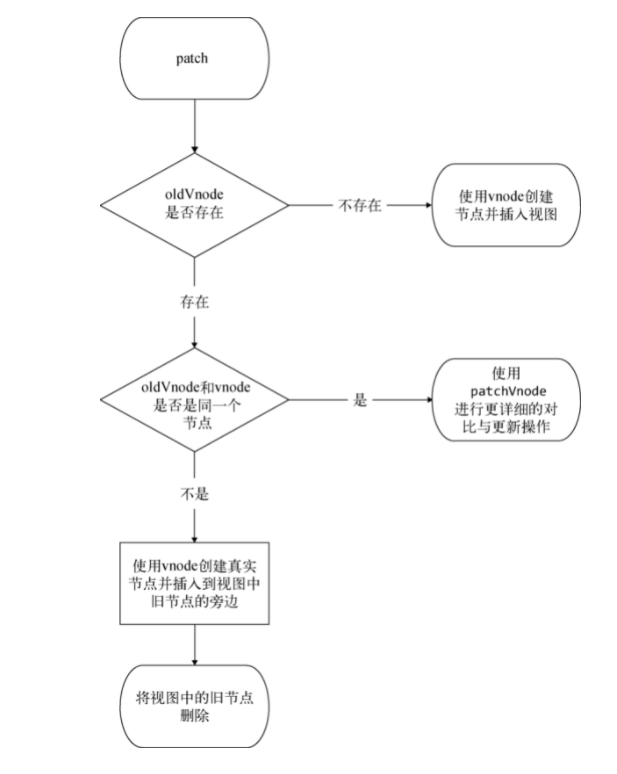 patch
oldVnode
是否存在
不存在
使用vnode创建
节点并插入视图
存在
oldVnode和vnode
是否是同一个
节点
是
使用
patchVnode
进行更详细的对
比与更新操作
不是
使用vnode创建真实
节点并插入到视图中
旧节点的旁边
将视图中的旧节点
删除